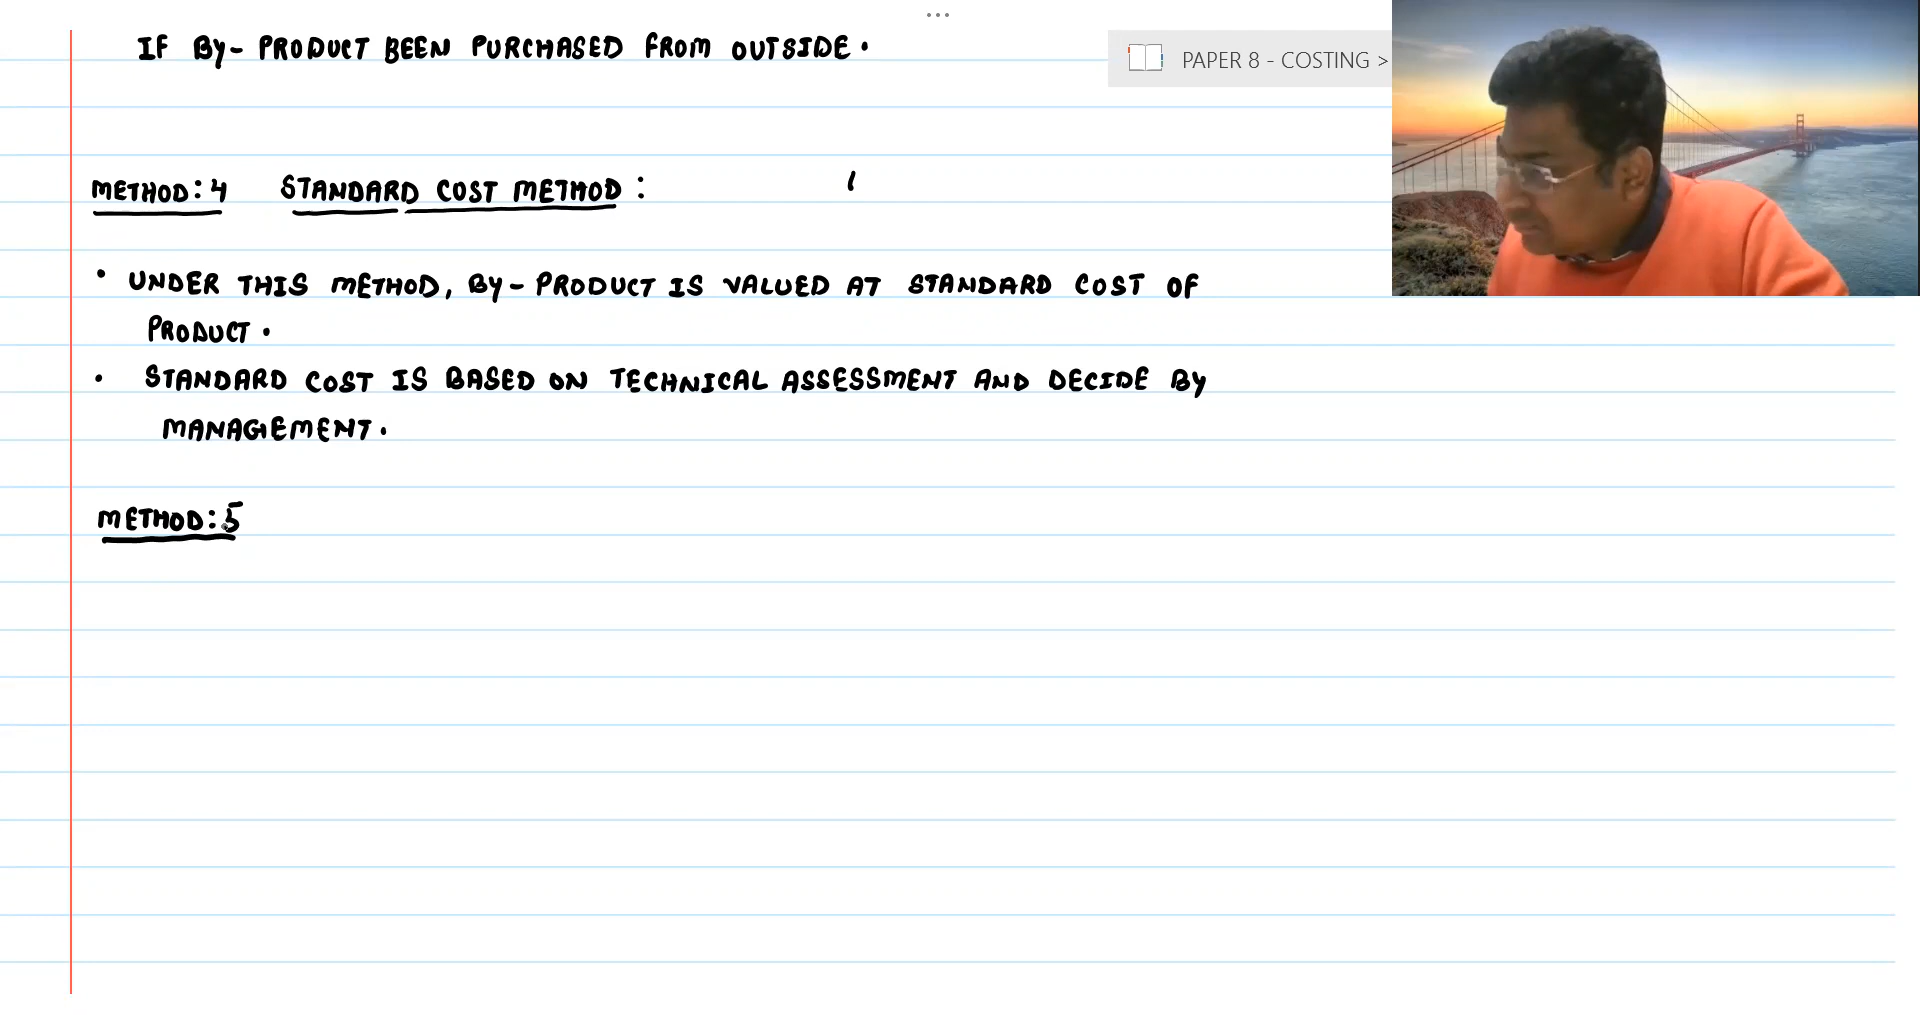 IF BY-PRODUCT BEEN PURCHASED FROM OUTSIDE.
PAPER 8 - COSTING >
METHOD:4 STANDARD COST METHOD:
• UNDER THIS METHOD, BY-PRODUCT IS VALUED AT STANDARD COST OF
PRODUCT.
• STANDARD COST IS BASED ON TECHNICAL ASSESSMENT AND DECIDE BY
MANAGEMENT.
METHOD:5